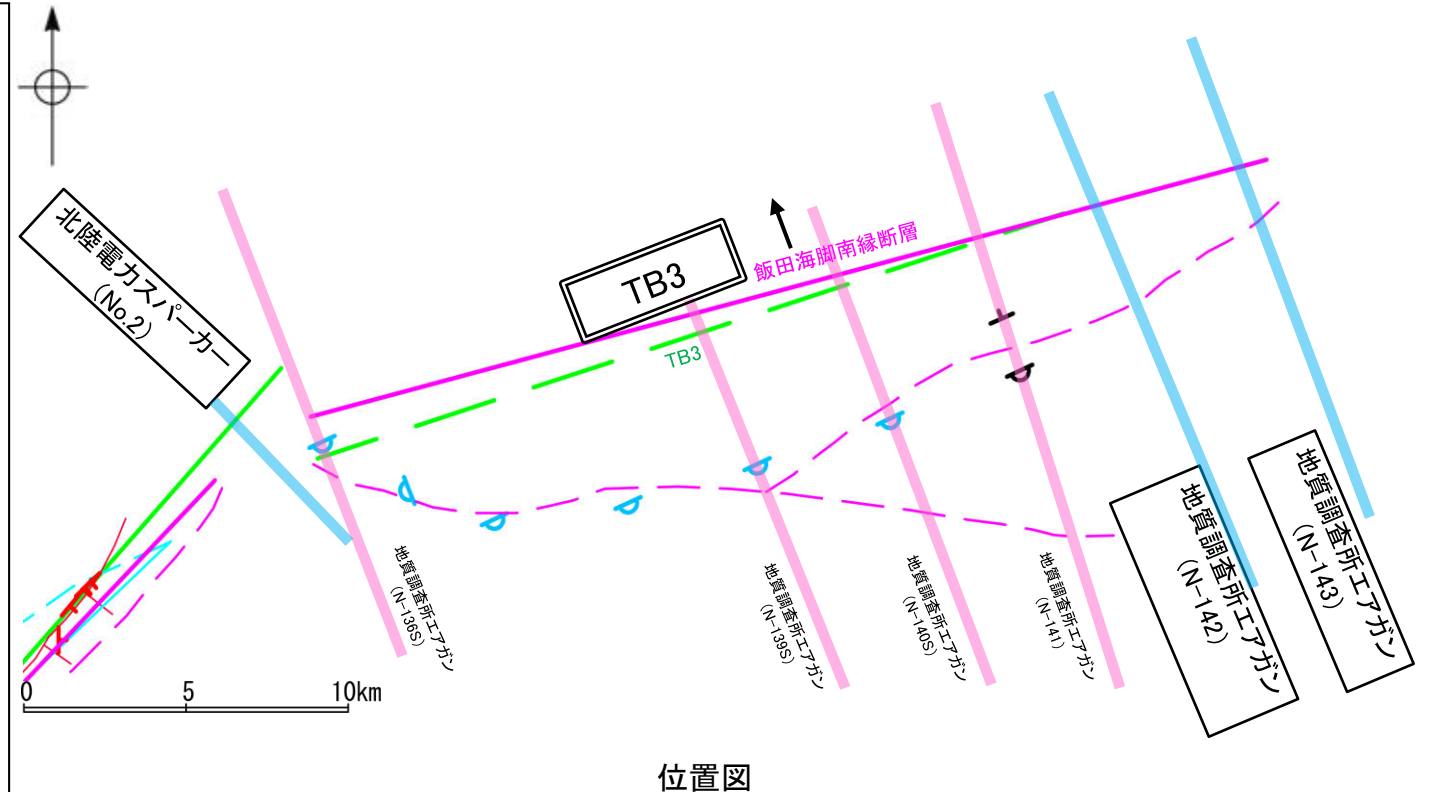 北陸電力スパーカー
(No.2)
TB3
飯田海脚南縁断層
TB3
地質調査所エアガン
(N-136S)
地質調査所エアガン
(N-139S)
地質調査所エアガン
(N-140S)
地質調査所エアガン
(N-141)
地質調査所エアガン
(N-142)
地質調査所エアガン
(N-143)
0 5 10km
位置図